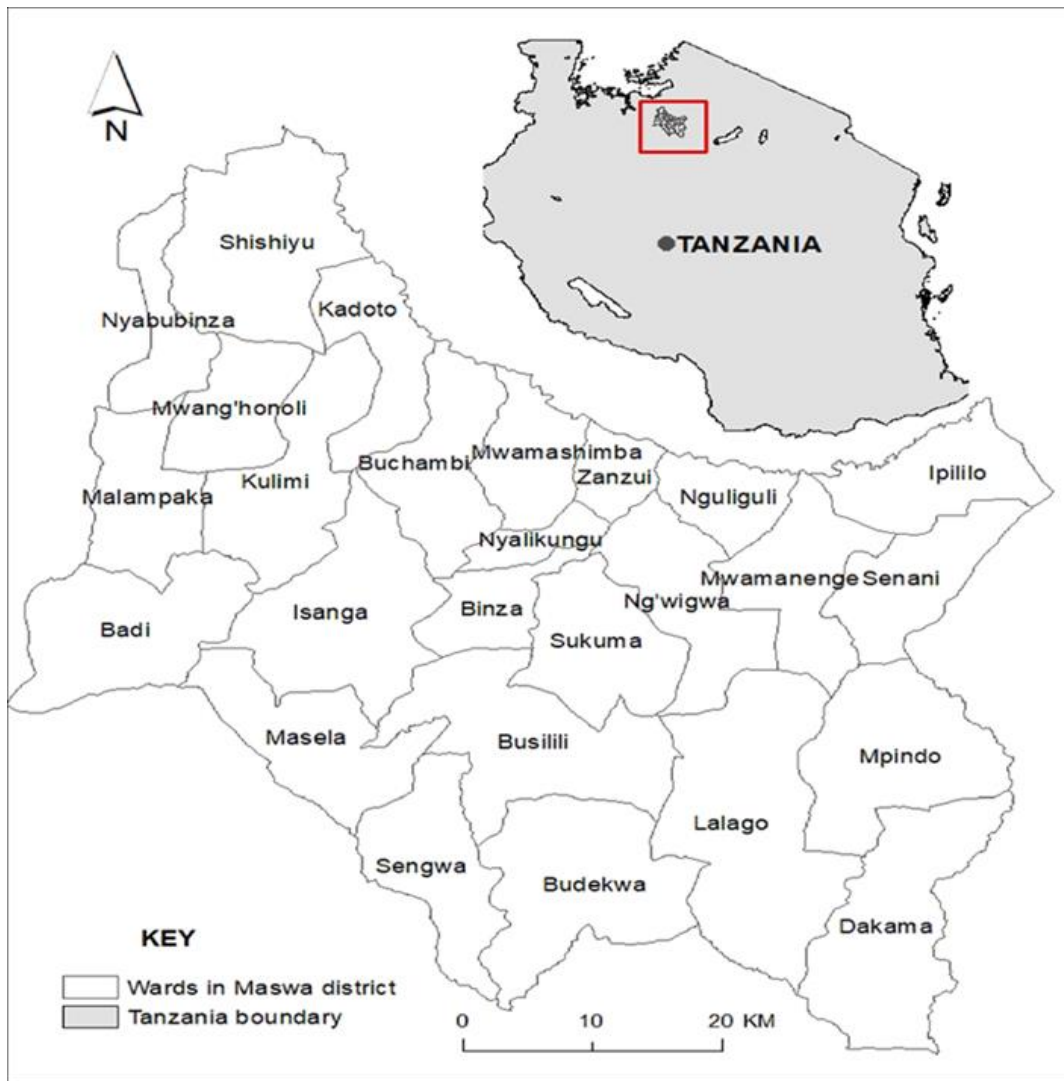 N
TANZANIA
Shishiyu
Kadoto
Nyabubinza
Mwang'honoli
Buchambi
Mwamashimba
Zanzui
Nguliguli
Ipililo
Malampaka
Kulimi
Nyalikungu
Mwamanenge
Senani
Ng'wigwa
Badi
Isanga
Binza
Sukuma
Masela
Busilili
Mpindo
Lalago
Sengwa
Budekwa
Dakama
KEY
Wards in Maswa district
Tanzania boundary
0 10 20 KM